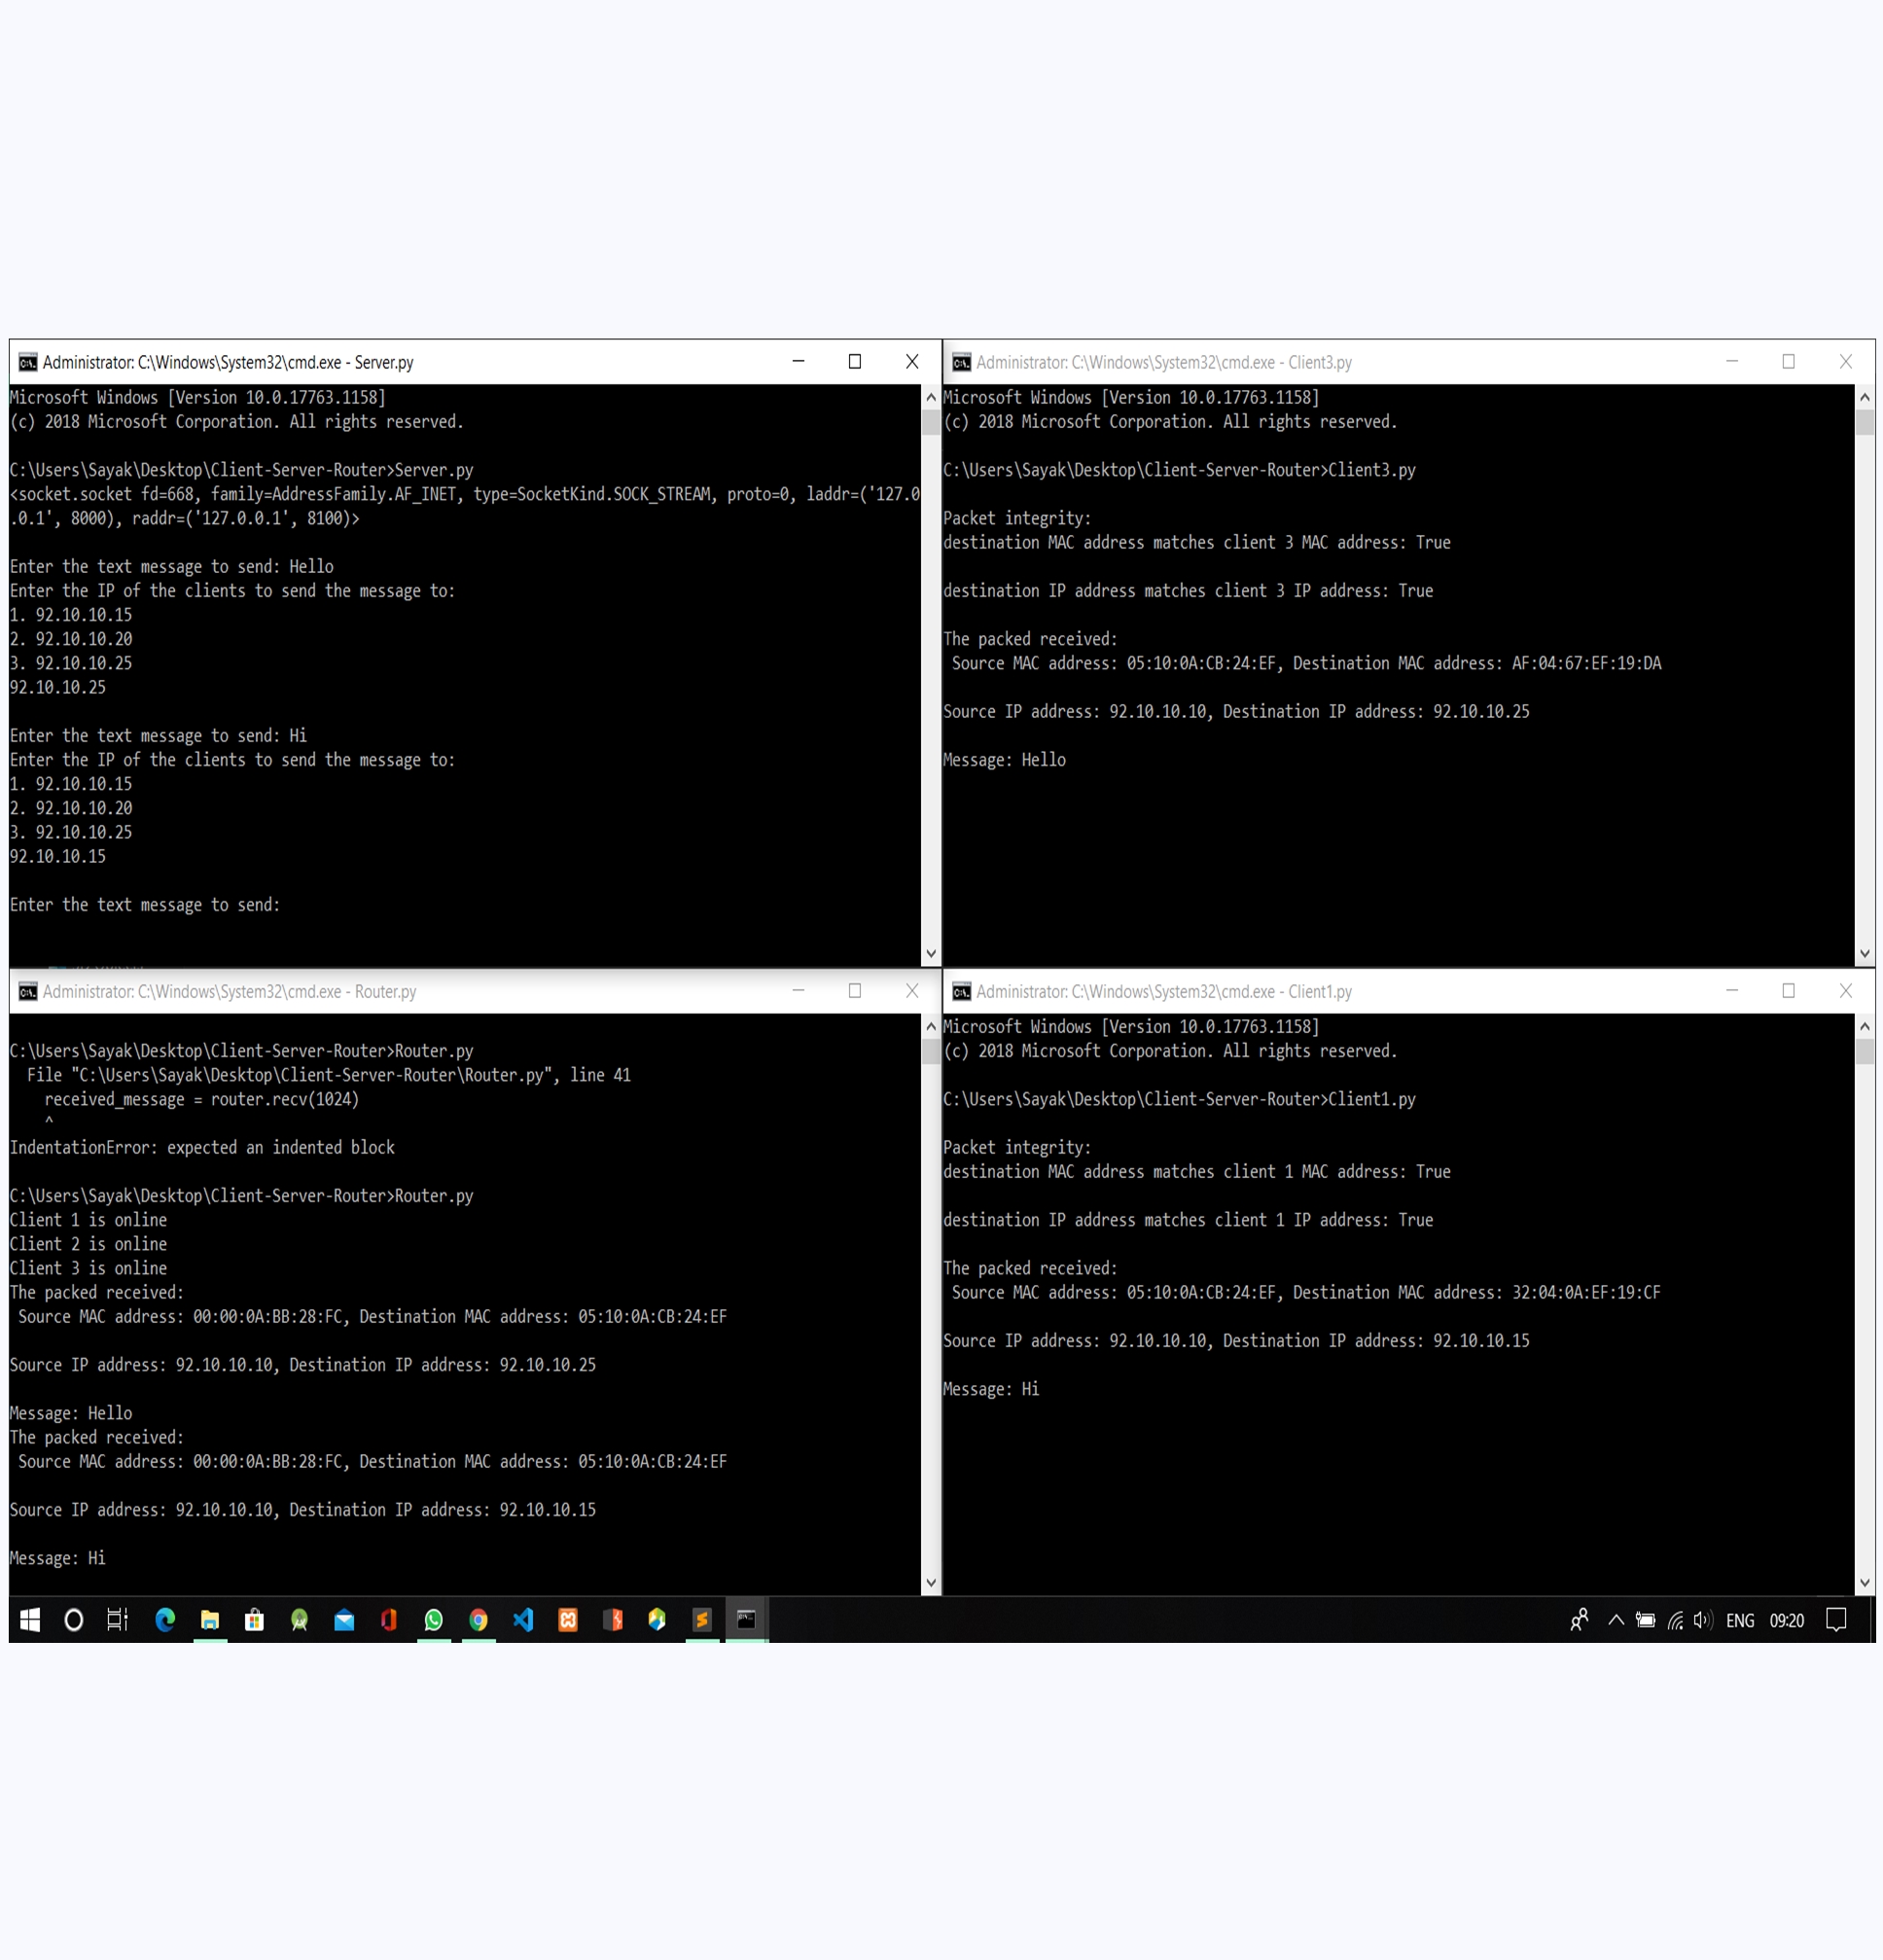 Administrator: C:\Windows\System32\cmd.exe - Server.py
Microsoft Windows [Version 10.0.17763.1158]
(c) 2018 Microsoft Corporation. All rights reserved.
C:\Users\Sayak\Desktop\Client-Server-Router>Server.py
<socket.socket fd=668, family=AddressFamily.AF_INET, type=SocketKind.SOCK_STREAM, proto=0, laddr=('127.0
.0.1', 8000), raddr=('127.0.0.1', 8100)>
Enter the text message to send: Hello
Enter the IP of the clients to send the message to:
1. 92.10.10.15
2. 92.10.10.20
3. 92.10.10.25
92.10.10.25
Enter the text message to send: Hi
Enter the IP of the clients to send the message to:
1. 92.10.10.15
2. 92.10.10.20
3. 92.10.10.25
92.10.10.15
Enter the text message to send:
Administrator: C:\Windows\System32\cmd.exe - Client3.py
Microsoft Windows [Version 10.0.17763.1158]
(c) 2018 Microsoft Corporation. All rights reserved.
C:\Users\Sayak\Desktop\Client-Server-Router>Client3.py
Packet integrity:
destination MAC address matches client 3 MAC address: True
destination IP address matches client 3 IP address: True
The packed received:
Source MAC address: 05:10:0A:CB:24:EF, Destination MAC address: AF:04:67:EF:19:DA
Source IP address: 92.10.10.10, Destination IP address: 92.10.10.25
Message: Hello
Administrator: C:\Windows\System32\cmd.exe - Router.py
C:\Users\Sayak\Desktop\Client-Server-Router>Router.py
File "C:\Users\Sayak\Desktop\Client-Server-Router\Router.py", line 41
received_message = router.recv(1024)
^
IndentationError: expected an indented block
C:\Users\Sayak\Desktop\Client-Server-Router>Router.py
Client 1 is online
Client 2 is online
Client 3 is online
The packed received:
Source MAC address: 00:00:0A:BB:28:FC, Destination MAC address: 05:10:0A:CB:24:EF
Source IP address: 92.10.10.10, Destination IP address: 92.10.10.25
Message: Hello
The packed received:
Source MAC address: 00:00:0A:BB:28:FC, Destination MAC address: 05:10:0A:CB:24:EF
Source IP address: 92.10.10.10, Destination IP address: 92.10.10.15
Message: Hi
Administrator: C:\Windows\System32\cmd.exe - Client1.py
Microsoft Windows [Version 10.0.17763.1158]
(c) 2018 Microsoft Corporation. All rights reserved.
C:\Users\Sayak\Desktop\Client-Server-Router>Client1.py
Packet integrity:
destination MAC address matches client 1 MAC address: True
destination IP address matches client 1 IP address: True
The packed received:
Source MAC address: 05:10:0A:CB:24:EF, Destination MAC address: 32:04:0A:EF:19:CF
Source IP address: 92.10.10.10, Destination IP address: 92.10.10.15
Message: Hi
ENG 09:20